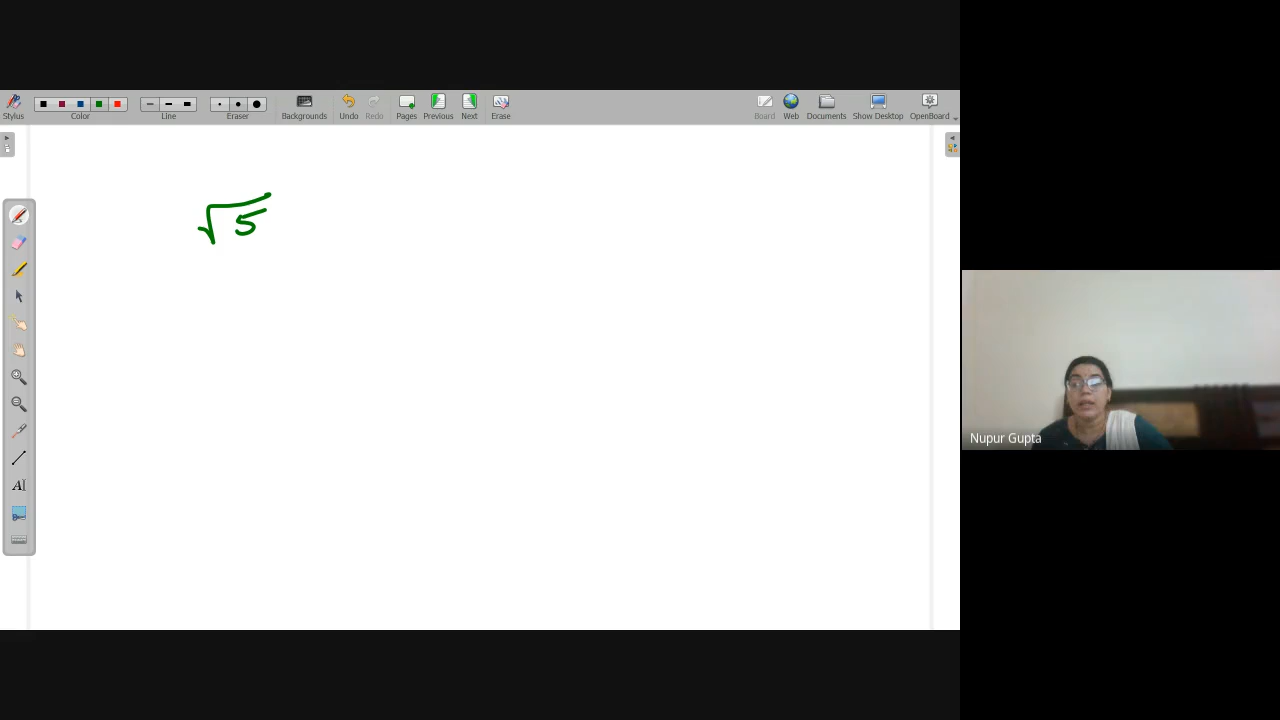 Stylus
Color
Line
Eraser
Backgrounds
Undo
Redo
Pages
Previous
Next
Erase
Board
Web
Documents
Show Desktop
OpenBoard
√5
AI
Nupur Gupta